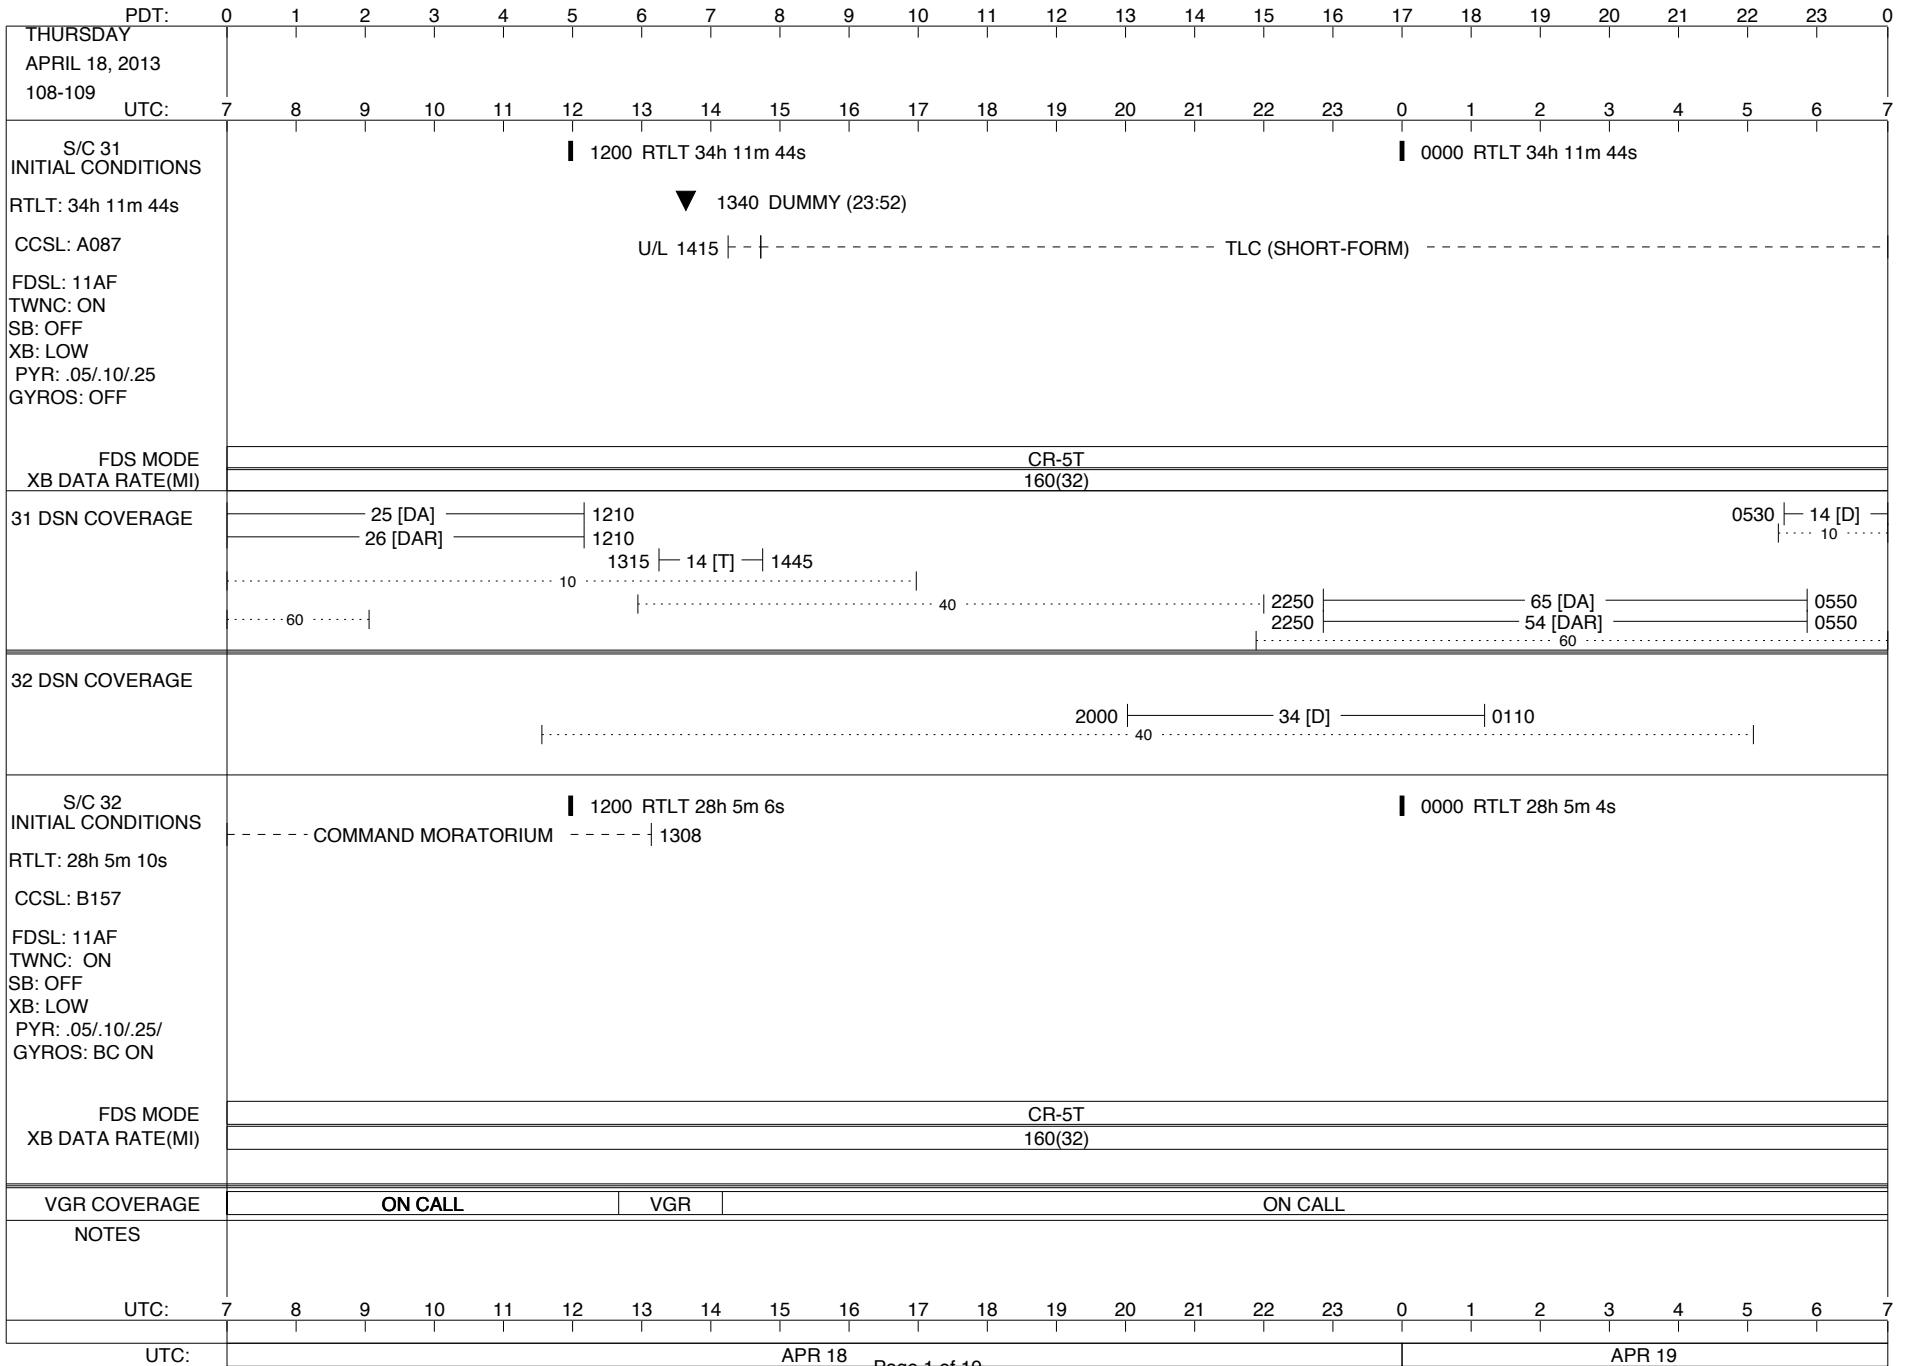 PDT: 0 1 2 3 4 5 6 7 8 9 10 11 12 13 14 15 16 17 18 19 20 21 22 23 0
THURSDAY
APRIL 18, 2013
108-109
UTC: 7 8 9 10 11 12 13 14 15 16 17 18 19 20 21 22 23 0 1 2 3 4 5 6 7
S/C 31
INITIAL CONDITIONS
1200 RTLT 34h 11m 44s
0000 RTLT 34h 11m 44s
RTLT: 34h 11m 44s
1340 DUMMY (23:52)
CCSL: A087
U/L 1415
TLC (SHORT-FORM)
FDSL: 11AF
TWNC: ON
SB: OFF
XB: LOW
PYR: .05/.10/.25
GYROS: OFF
FDS MODE
CR-5T
XB DATA RATE(MI)
160(32)
31 DSN COVERAGE
25 [DA] 1210
0530 14 [D]
26 [DAR] 1210
10
1315 14 [T] 1445
10
40
2250 65 [DA] 0550
60
2250 54 [DAR] 0550
60
32 DSN COVERAGE
2000 34 [D] 0110
40
S/C 32
INITIAL CONDITIONS
1200 RTLT 28h 5m 6s
0000 RTLT 28h 5m 4s
COMMAND MORATORIUM 1308
RTLT: 28h 5m 10s
CCSL: B157
FDSL: 11AF
TWNC: ON
SB: OFF
XB: LOW
PYR: .05/.10/.25/
GYROS: BC ON
FDS MODE
CR-5T
XB DATA RATE(MI)
160(32)
VGR COVERAGE
ON CALL VGR ON CALL
NOTES
UTC: 7 8 9 10 11 12 13 14 15 16 17 18 19 20 21 22 23 0 1 2 3 4 5 6 7
UTC: APR 18 APR 19
Page 1 of 19